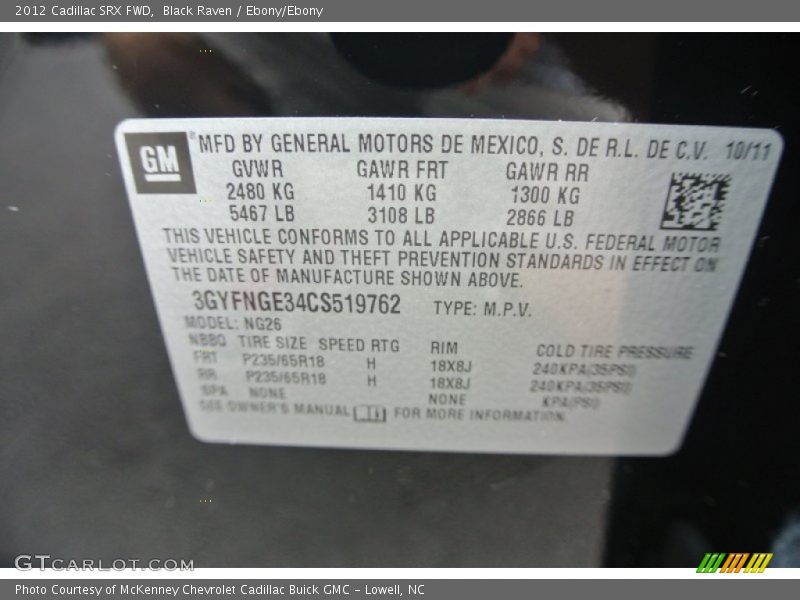 2012 Cadillac SRX FWD,  Black Raven / Ebony/Ebony
GM
® MFD BY GENERAL MOTORS DE MEXICO, S. DE R.L. DE C.V. 10/11
GVWR GAWR FRT GAWR RR
2480 KG 1410 KG 1300 KG
5467 LB 3108 LB 2866 LB
THIS VEHICLE CONFORMS TO ALL APPLICABLE U.S. FEDERAL MOTOR
VEHICLE SAFETY AND THEFT PREVENTION STANDARDS IN EFFECT ON
THE DATE OF MANUFACTURE SHOWN ABOVE.
3GYFNGE34CS519762 TYPE: M.P.V.
MODEL: NG26
NBBQ TIRE SIZE SPEED RTG RIM COLD TIRE PRESSURE
FRT P235/65R18 H 18X8J 240KPA(35PSI)
RR P235/65R18 H 18X8J 240KPA(35PSI)
SPA NONE NONE KPA(PSI)
SEE OWNER'S MANUAL FOR MORE INFORMATION.
GTCARLOT.COM
Photo Courtesy of McKenney Chevrolet Cadillac Buick GMC – Lowell, NC